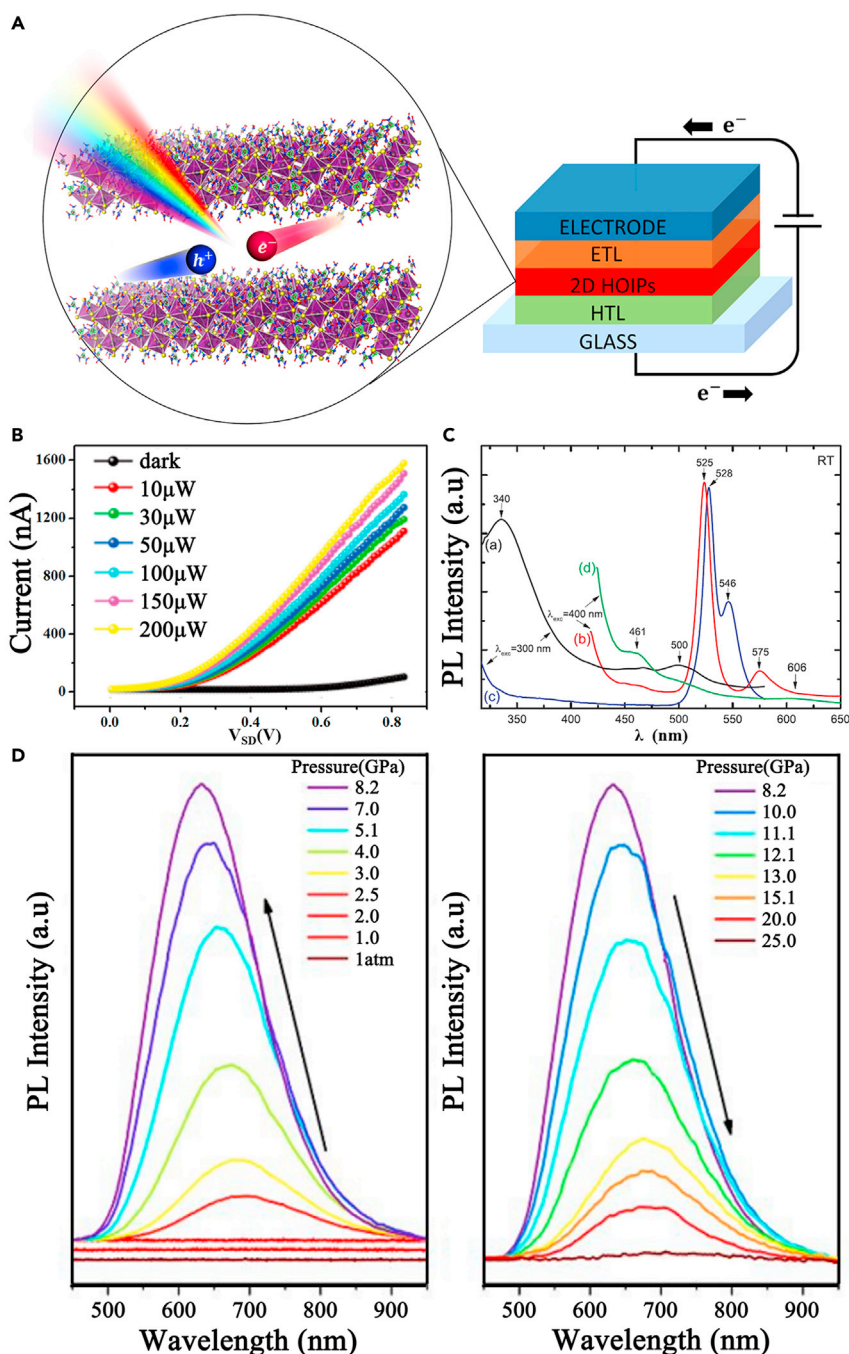 A
h⁺
e⁻
e⁻
ELECTRODE
ETL
2D HOIPs
HTL
GLASS
e⁻
B
1600
1200
800
400
0
Current (nA)
dark
10μW
30μW
50μW
100μW
150μW
200μW
0.0
0.2
0.4
0.6
0.8
V_SD(V)
C
RT
PL Intensity (a.u)
340
(a)
(d)
λexc=400 nm
λexc=300 nm
(b)
(c)
461
500
525
528
546
575
606
350
400
450
500
550
600
650
λ (nm)
D
Pressure(GPa)
8.2
7.0
5.1
4.0
3.0
2.5
2.0
1.0
1atm
PL Intensity (a.u)
500
600
700
800
900
Wavelength (nm)
Pressure(GPa)
8.2
10.0
11.1
12.1
13.0
15.1
20.0
25.0
PL Intensity (a.u)
500
600
700
800
900
Wavelength (nm)